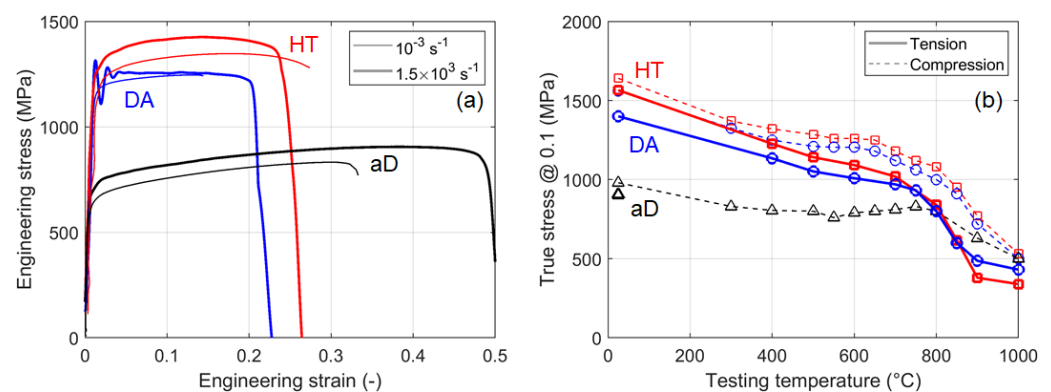 1500
1000
500
0
Engineering stress (MPa)
0
0.1
0.2
0.3
0.4
0.5
Engineering strain (-)
HT
DA
aD
10⁻³ s⁻¹
1.5×10³ s⁻¹
(a)
2000
1500
1000
500
0
True stress @ 0.1 (MPa)
0
200
400
600
800
1000
Testing temperature (°C)
HT
DA
aD
Tension
Compression
(b)